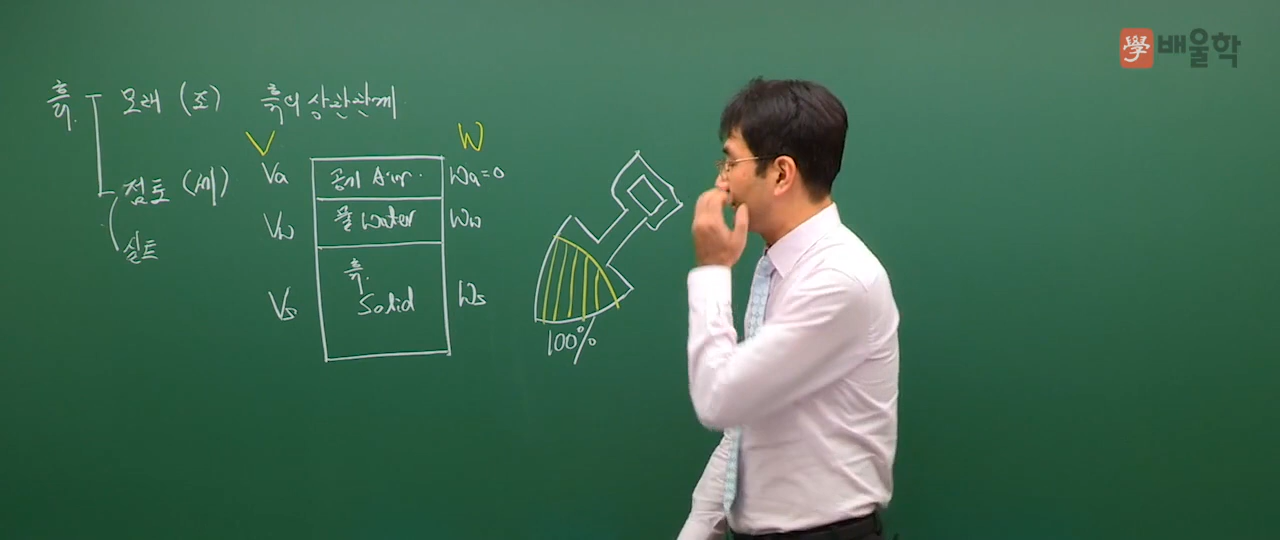 學 배울학
흙 모래 (조) 흙의 상관관계
점토 (세)
실트
V W
Va 공기 Air. Wa=0
Vw 물 Water Ww
Vs 흙. Solid Ws
100%